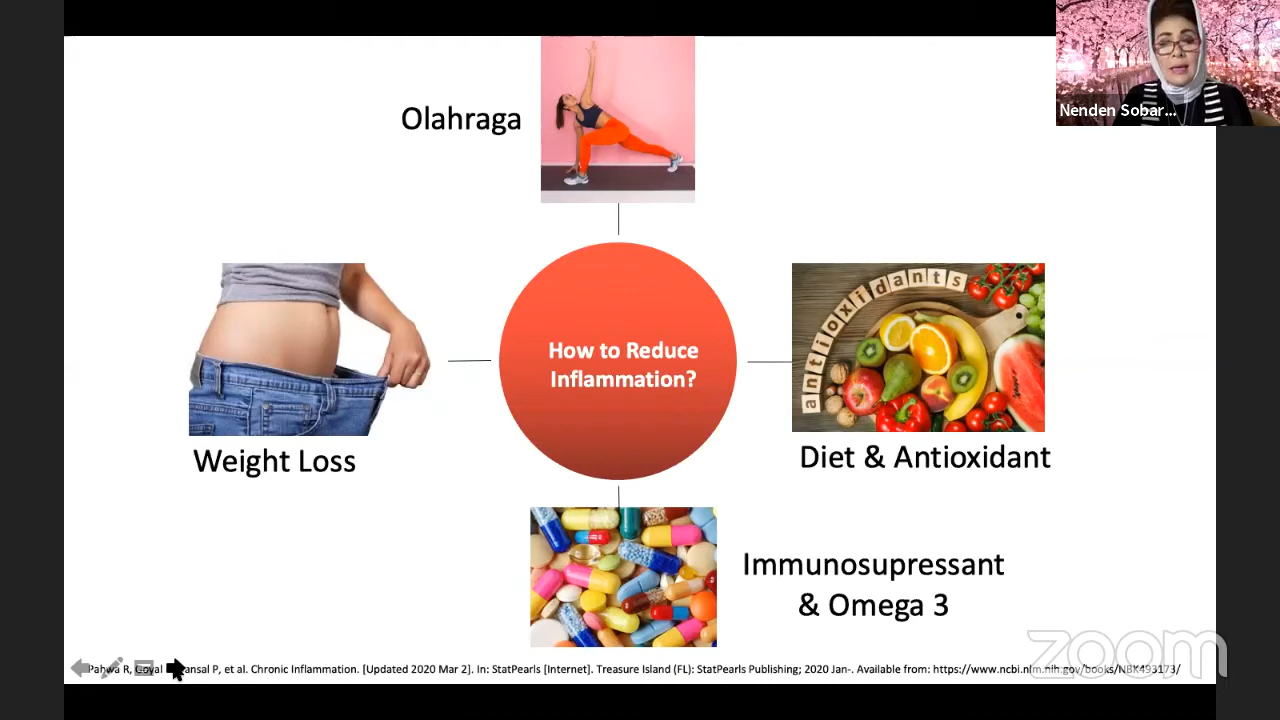 Nenden Sobar...
Olahraga
How to Reduce
Inflammation?
antioxidants
Weight Loss
Diet & Antioxidant
Immunosupressant
& Omega 3
Pahwa R, Goyal ansal P, et al. Chronic Inflammation. [Updated 2020 Mar 2]. In: StatPearls [Internet]. Treasure Island (FL): StatPearls Publishing; 2020 Jan-. Available from: https://www.ncbi.nlm.nih.gov/books/NBK493173/
zoom